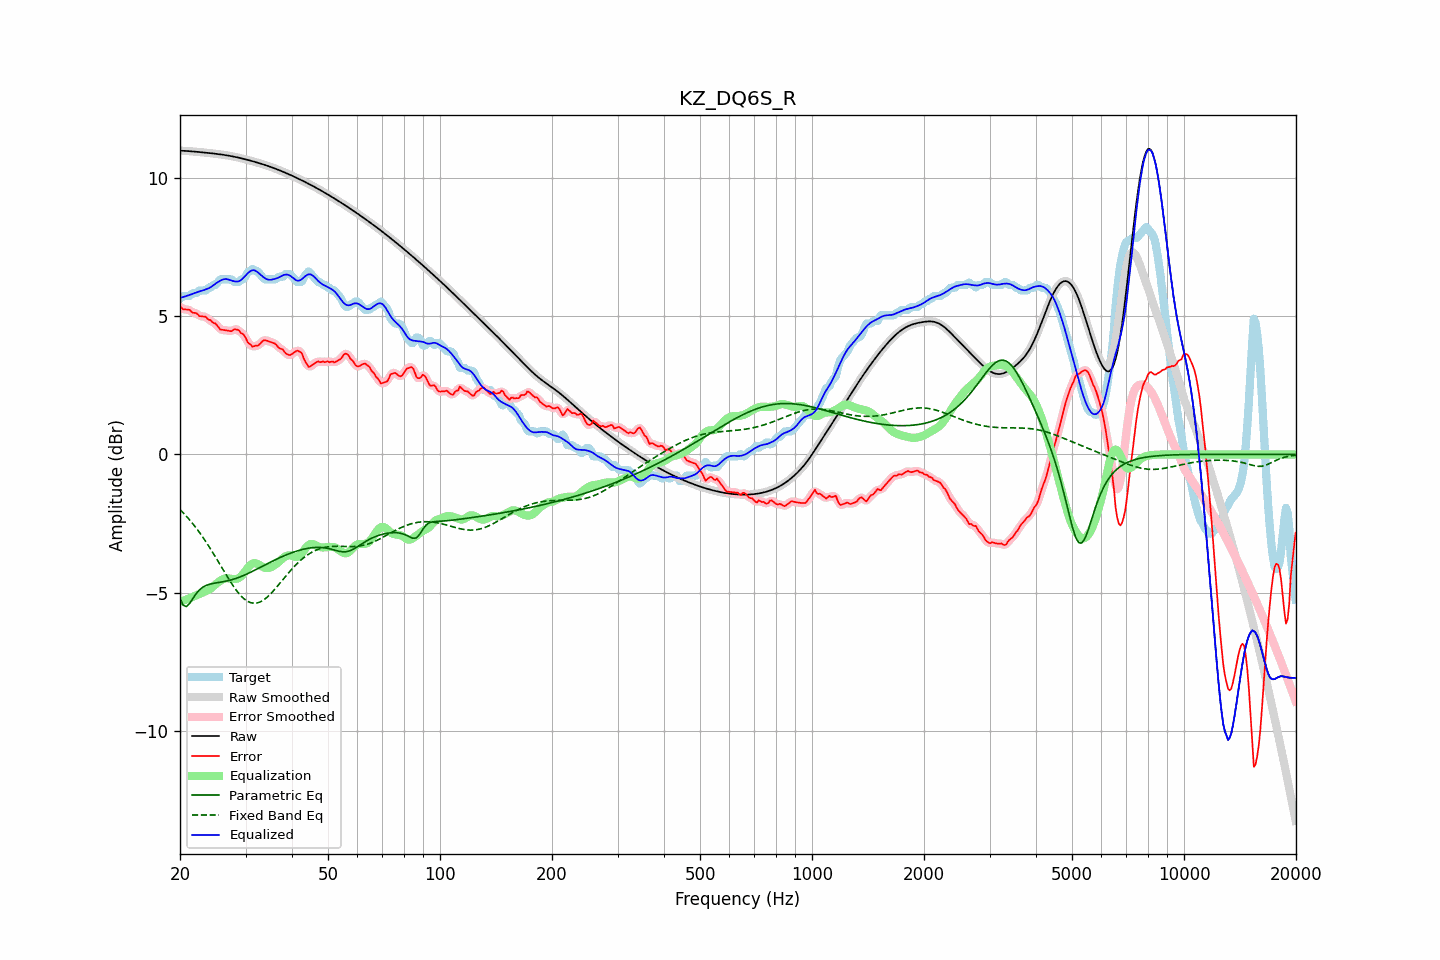 KZ_DQ6S_R
Amplitude (dBr)
10
5
0
−5
−10
Target
Raw Smoothed
Error Smoothed
Raw
Error
Equalization
Parametric Eq
Fixed Band Eq
Equalized
20 50 100 200 500 1000 2000 5000 10000 20000
Frequency (Hz)